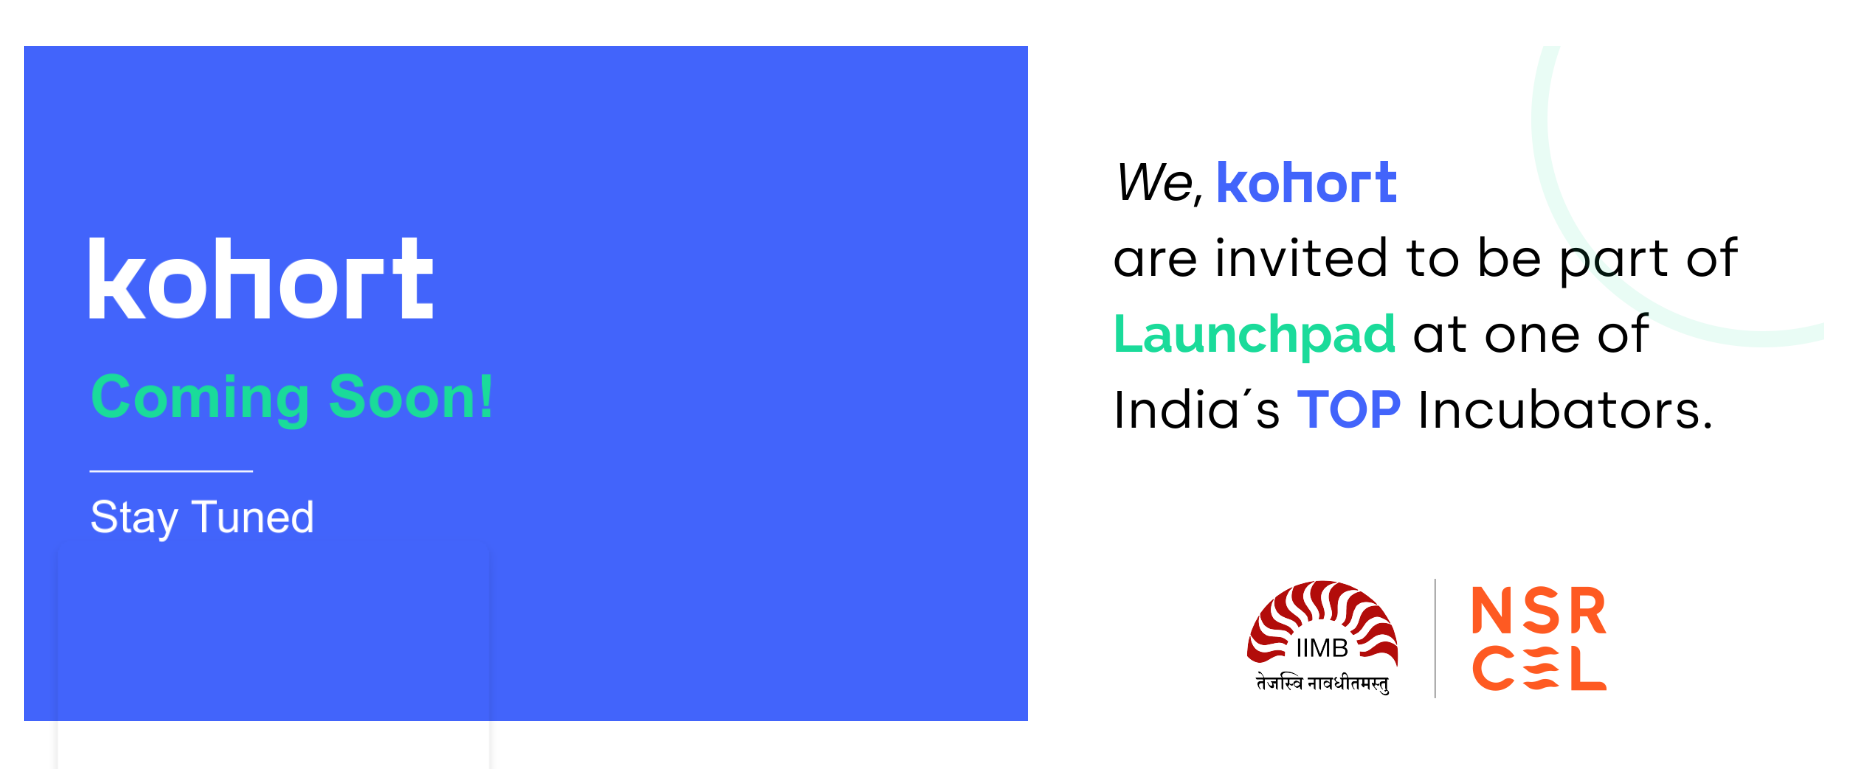 kohort
Coming Soon!
Stay Tuned
We, kohort
are invited to be part of
Launchpad at one of
India´s TOP Incubators.
IIMB
तेजस्वि नावधीतमस्तु
NSR
CEL